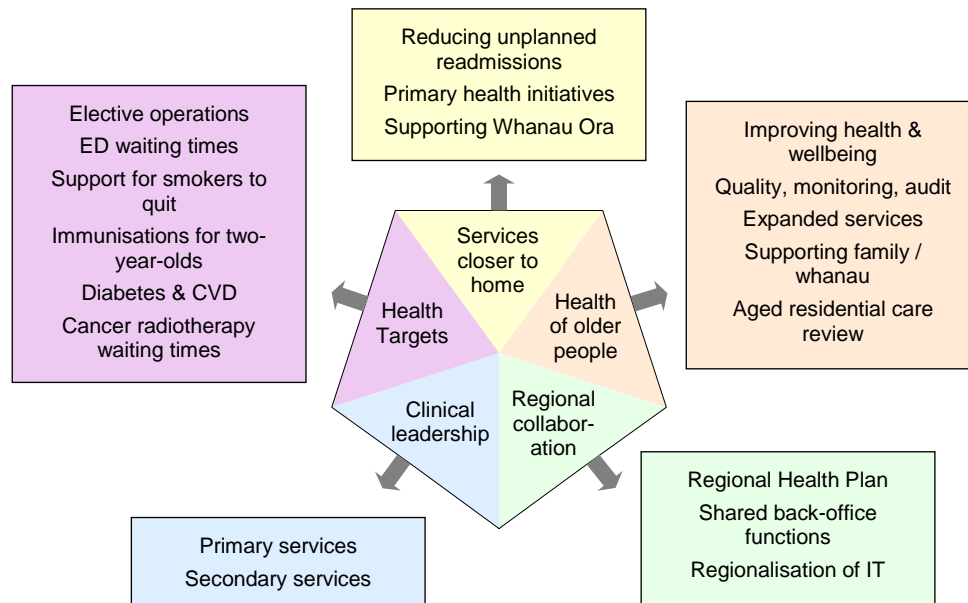 Reducing unplanned
readmissions
Primary health initiatives
Supporting Whanau Ora
Elective operations
ED waiting times
Support for smokers to
quit
Immunisations for two-
year-olds
Diabetes & CVD
Cancer radiotherapy
waiting times
Improving health &
wellbeing
Quality, monitoring, audit
Expanded services
Supporting family /
whanau
Aged residential care
review
Services
closer to
home
Health
Targets
Health
of older
people
Clinical
leadership
Regional
collabor-
ation
Primary services
Secondary services
Regional Health Plan
Shared back-office
functions
Regionalisation of IT